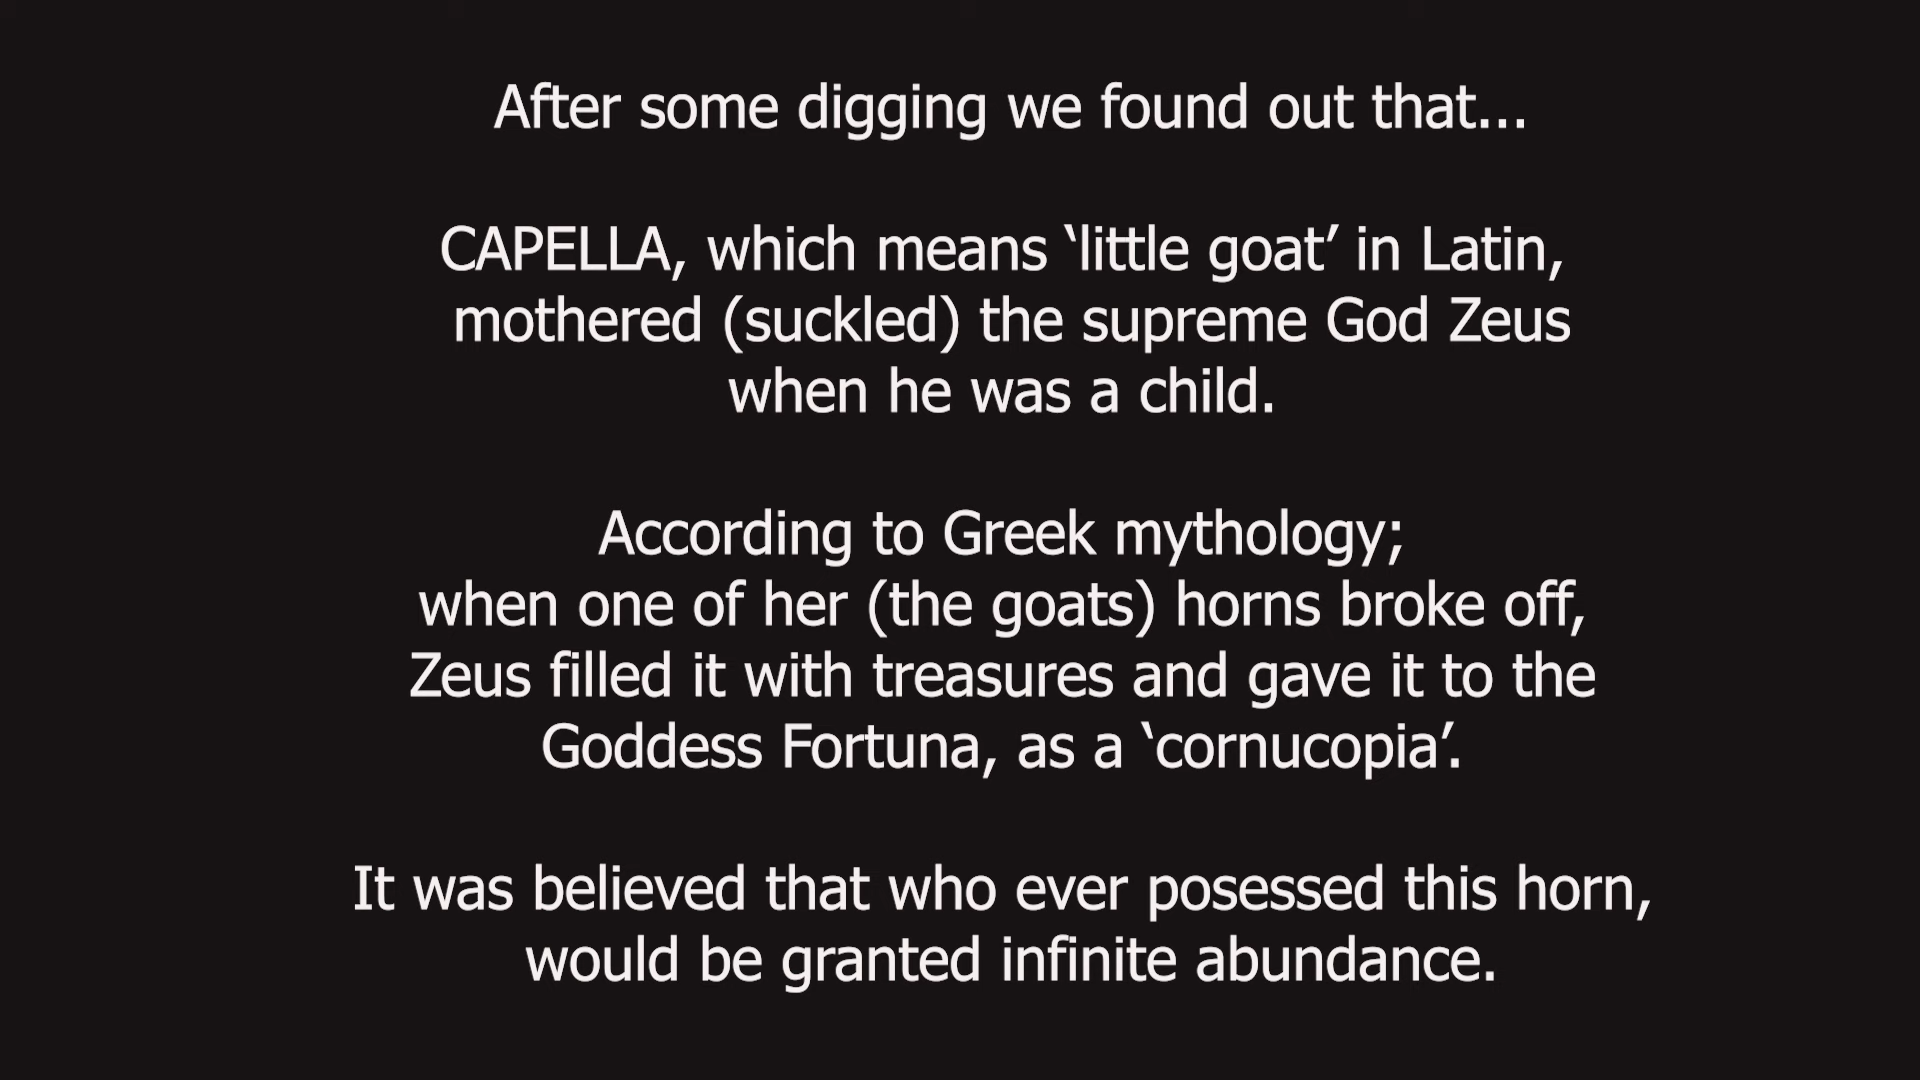 After some digging we found out that...
CAPELLA, which means ‘little goat’ in Latin,
mothered (suckled) the supreme God Zeus
when he was a child.
According to Greek mythology;
when one of her (the goats) horns broke off,
Zeus filled it with treasures and gave it to the
Goddess Fortuna, as a ‘cornucopia’.
It was believed that who ever posessed this horn,
would be granted infinite abundance.